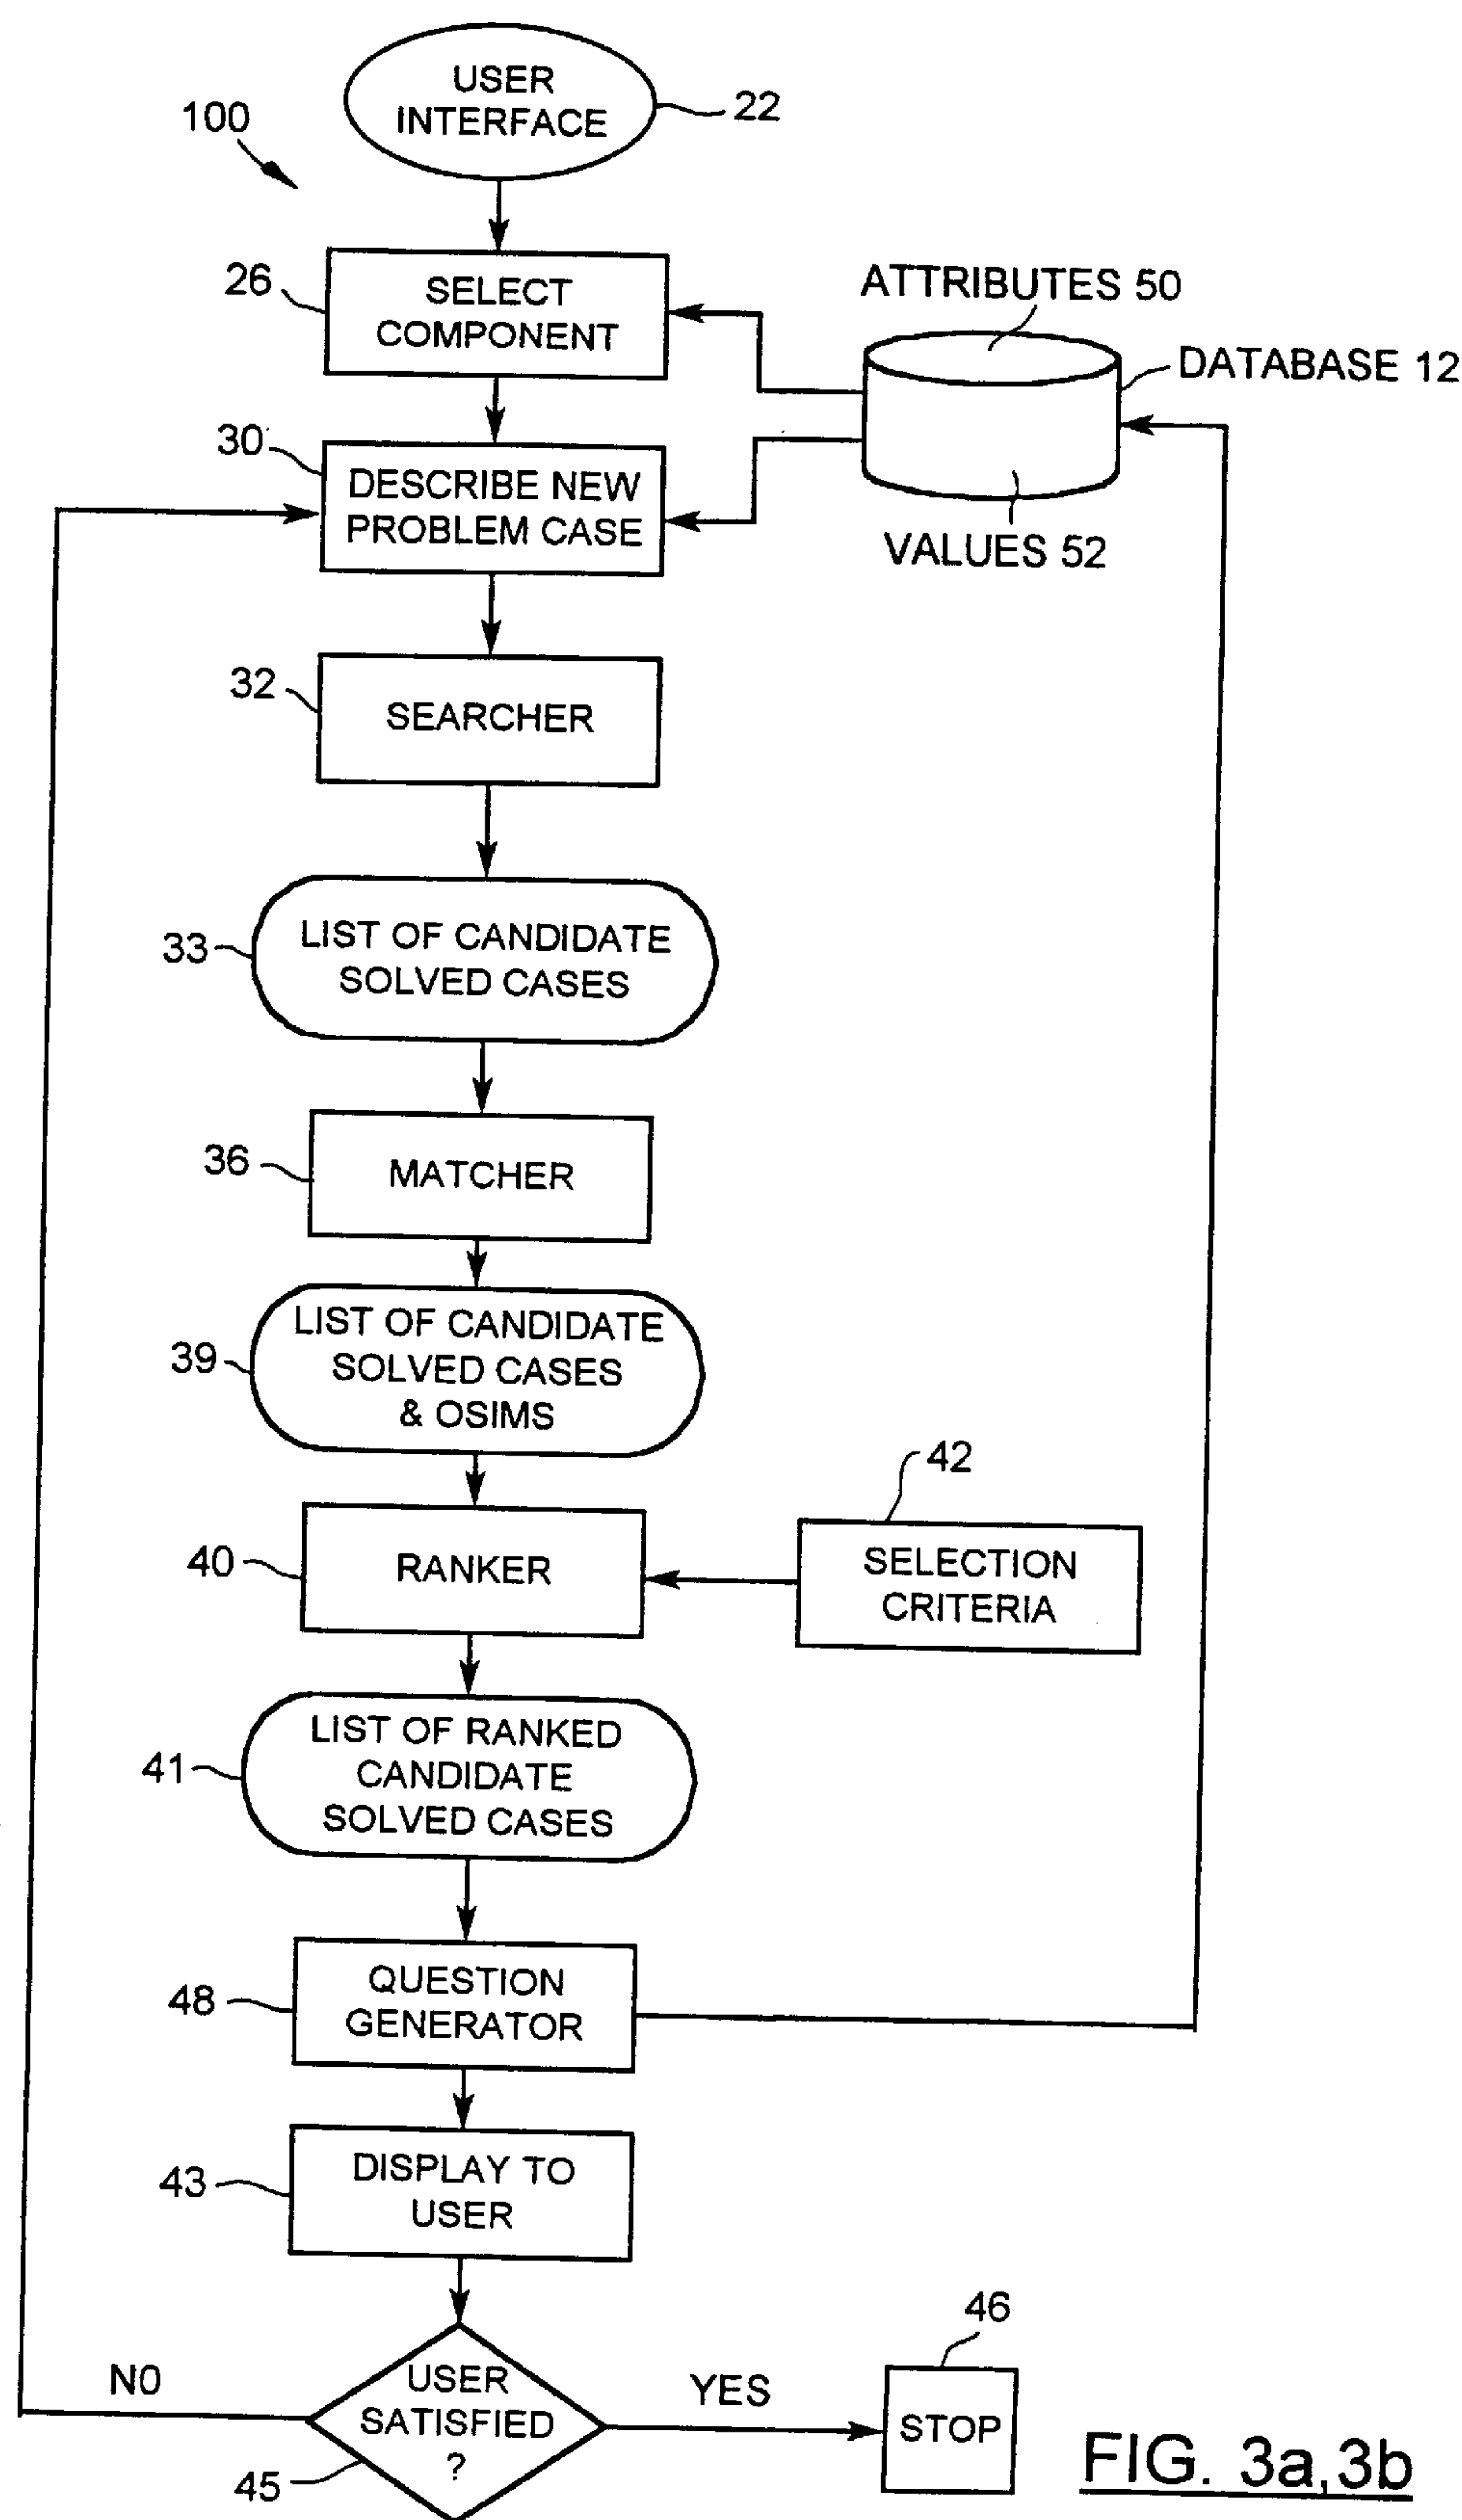 USER
INTERFACE
22
100
26
SELECT
COMPONENT
ATTRIBUTES 50
DATABASE 12
30
DESCRIBE NEW
PROBLEM CASE
VALUES 52
32
SEARCHER
33
LIST OF CANDIDATE
SOLVED CASES
36
MATCHER
39
LIST OF CANDIDATE
SOLVED CASES
& OSIMS
42
40
RANKER
SELECTION
CRITERIA
41
LIST OF RANKED
CANDIDATE
SOLVED CASES
48
QUESTION
GENERATOR
43
DISPLAY TO
USER
46
NO
USER
SATISFIED
?
YES
STOP
45
FIG. 3a,3b